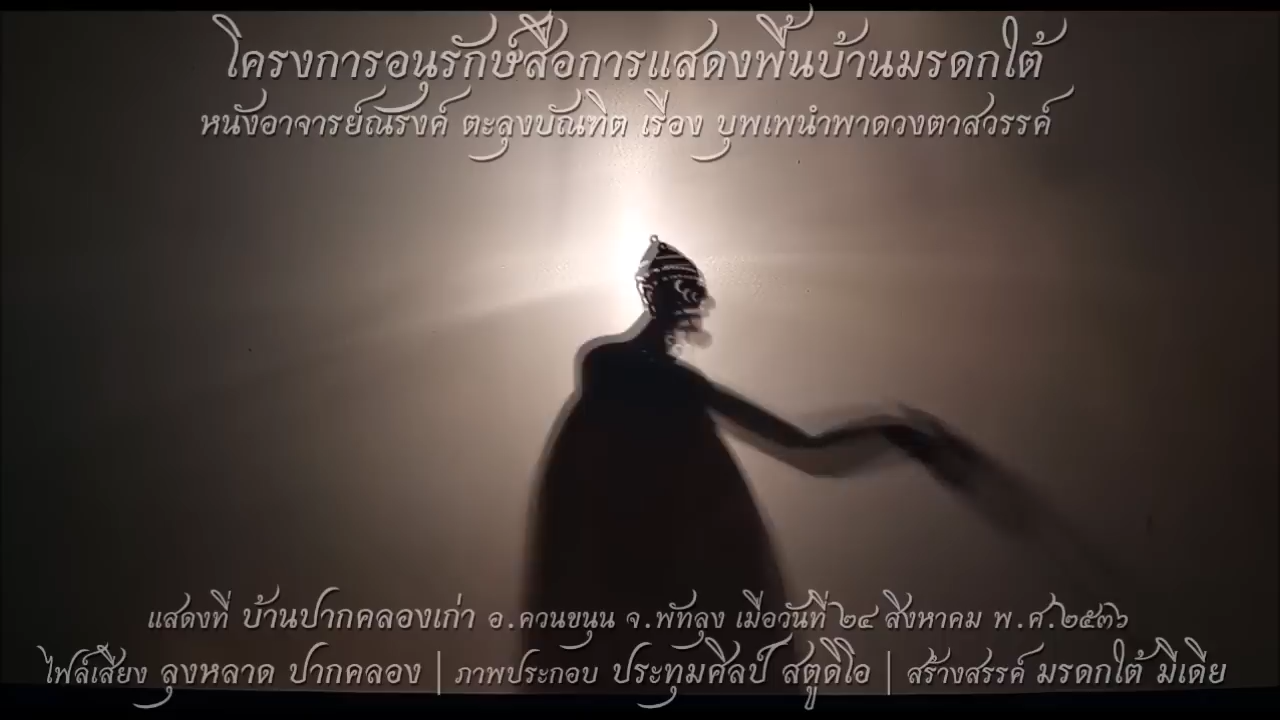 โครงการอนุรักษ์สื่อการแสดงพื้นบ้านมรดกใต้
หนังอาจารย์ณรงค์ ตะลุงบัณฑิต เรื่อง บุพเพนำพาดวงตาสวรรค์
แสดงที่ บ้านปากคลองเก่า อ.ควนขนุน จ.พัทลุง เมื่อวันที่ ๒๔ สิงหาคม พ.ศ.๒๕๓๖
ไฟล์เสียง ลุงหลาด ปากคลอง | ภาพประกอบ ประทุมศิลป์ สตูดิโอ | สร้างสรรค์ มรดกใต้ มีเดีย